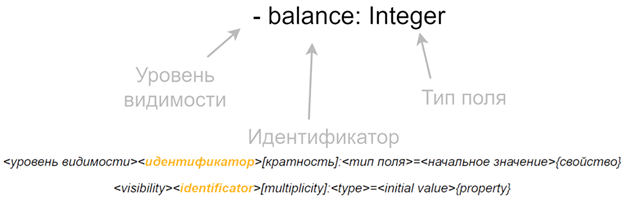 - balance: Integer
Уровень
видимости
Тип поля
Идентификатор
<уровень видимости><идентификатор>[кратность]:<тип поля>=<начальное значение>{свойство}
<visibility><identificator>[multiplicity]:<type>=<initial value>{property}